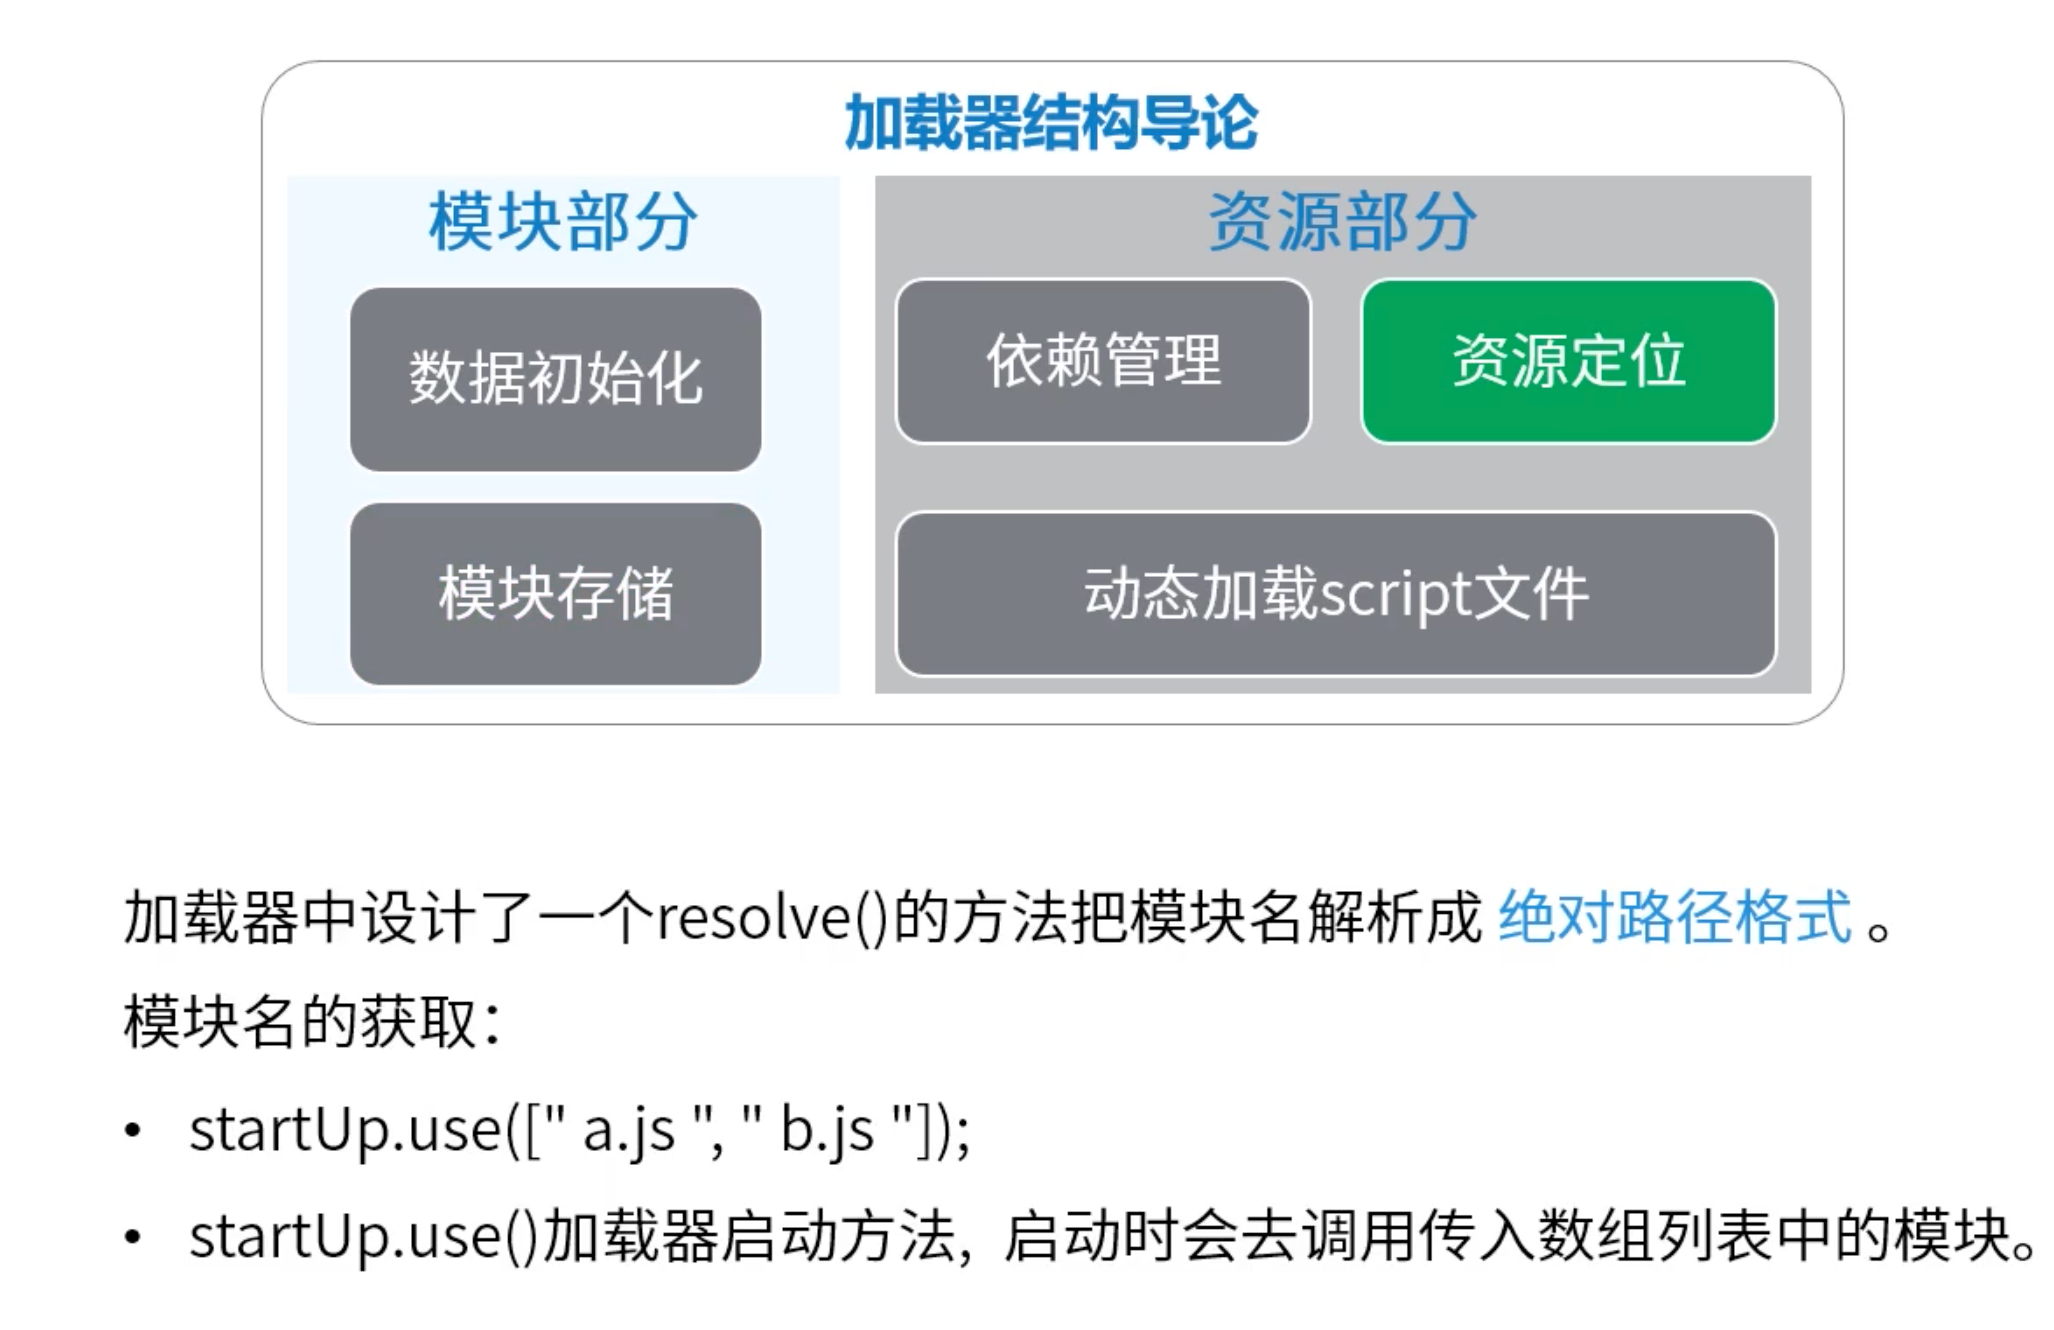 加载器结构导论
模块部分
数据初始化
模块存储
资源部分
依赖管理
资源定位
动态加载script文件
加载器中设计了一个resolve()的方法把模块名解析成 绝对路径格式 。
模块名的获取：
• startUp.use([" a.js ", " b.js "]);
• startUp.use()加载器启动方法，启动时会去调用传入数组列表中的模块。